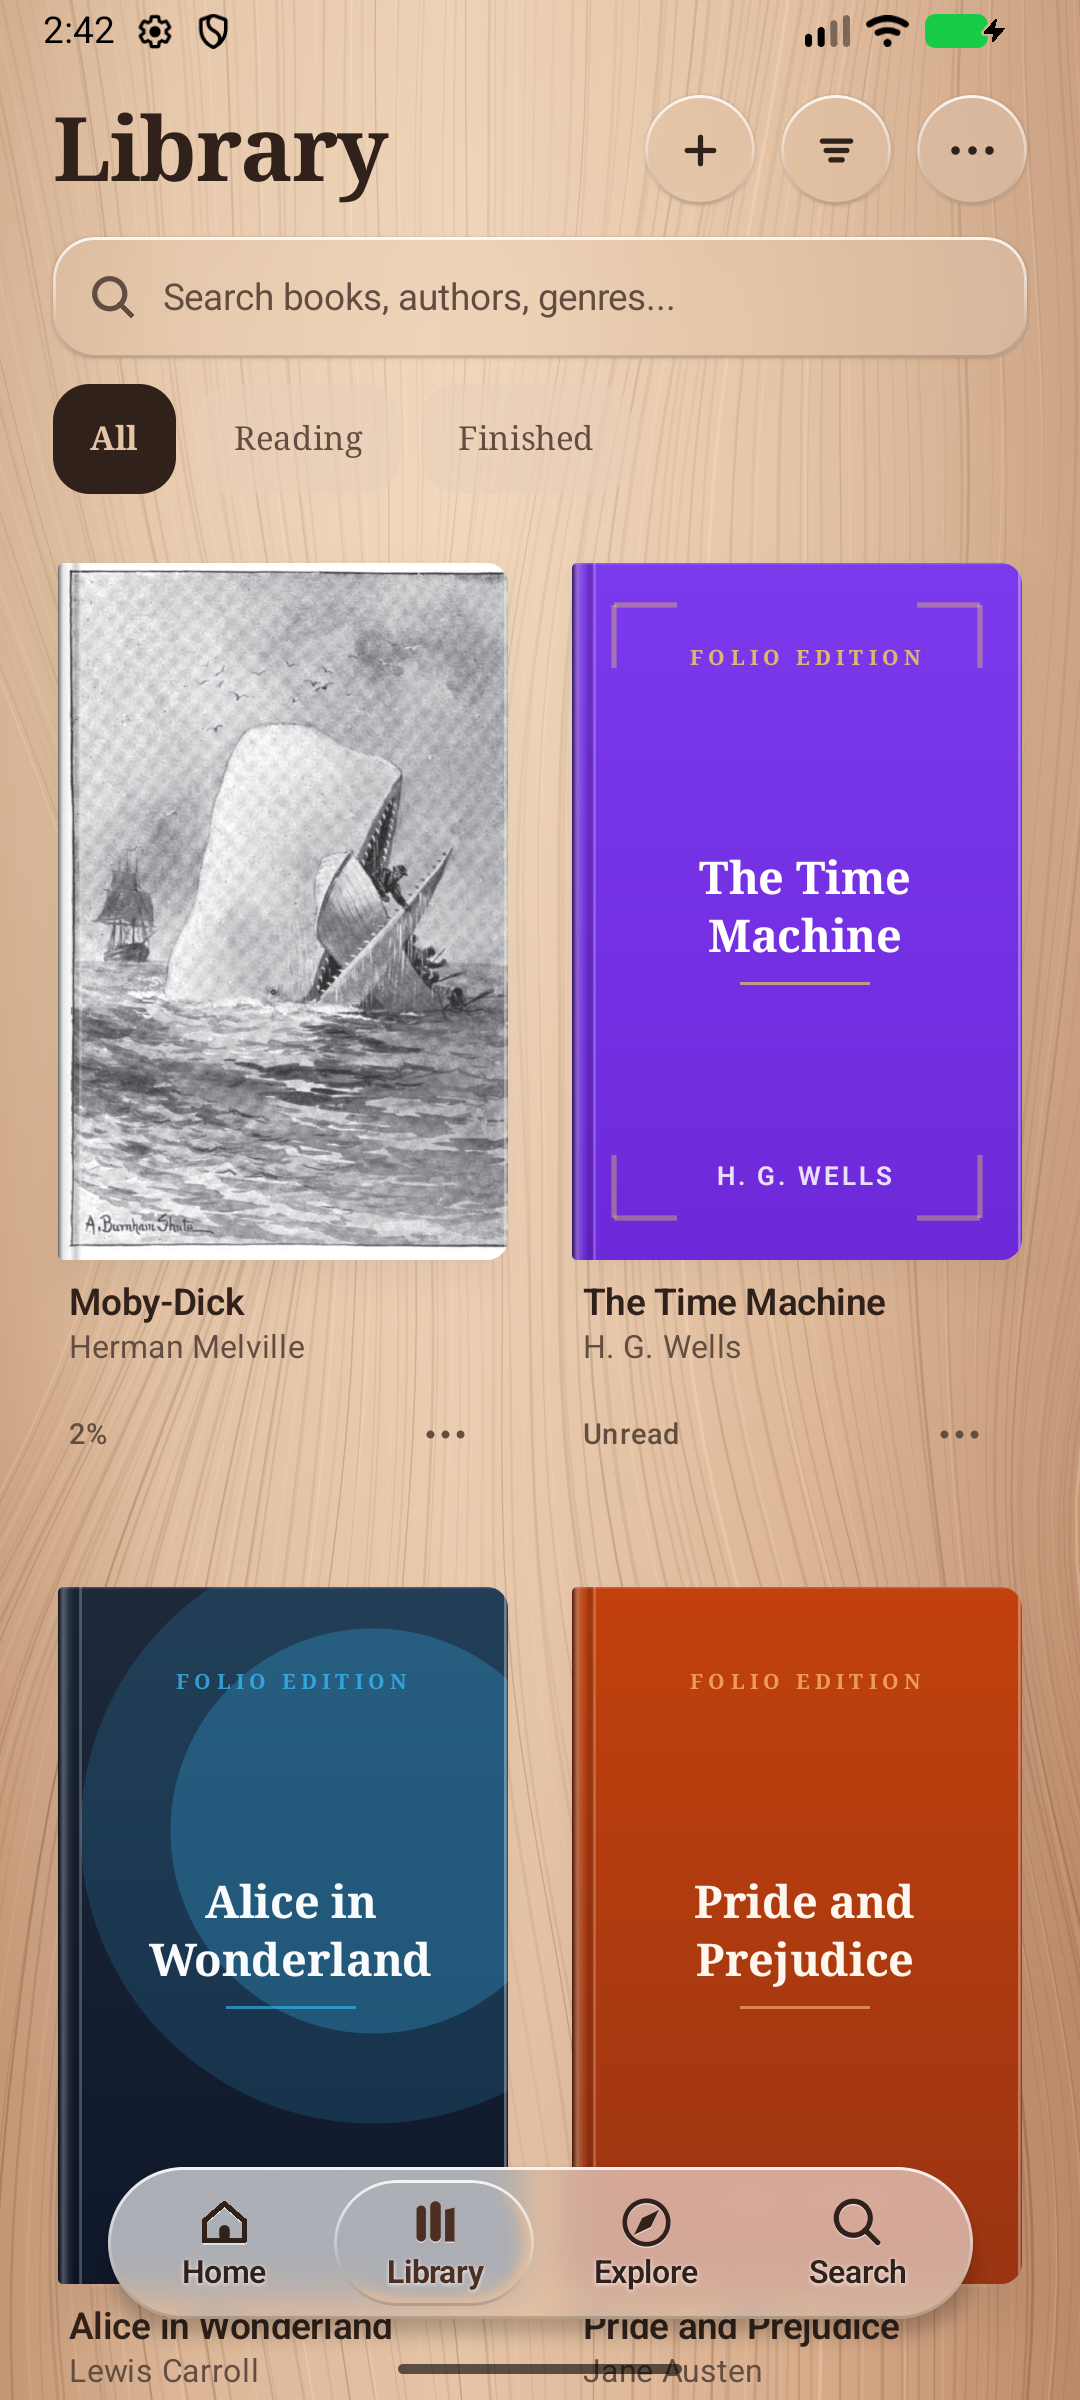 2:42
Library
Search books, authors, genres...
All
Reading
Finished
A. Burnham Shute
FOLIO EDITION
The Time
Machine
H. G. WELLS
Moby-Dick
Herman Melville
2%
The Time Machine
H. G. Wells
Unread
FOLIO EDITION
Alice in
Wonderland
FOLIO EDITION
Pride and
Prejudice
Home
Library
Explore
Search
Alice in Wonderland
Lewis Carroll
Pride and Prejudice
Jane Austen